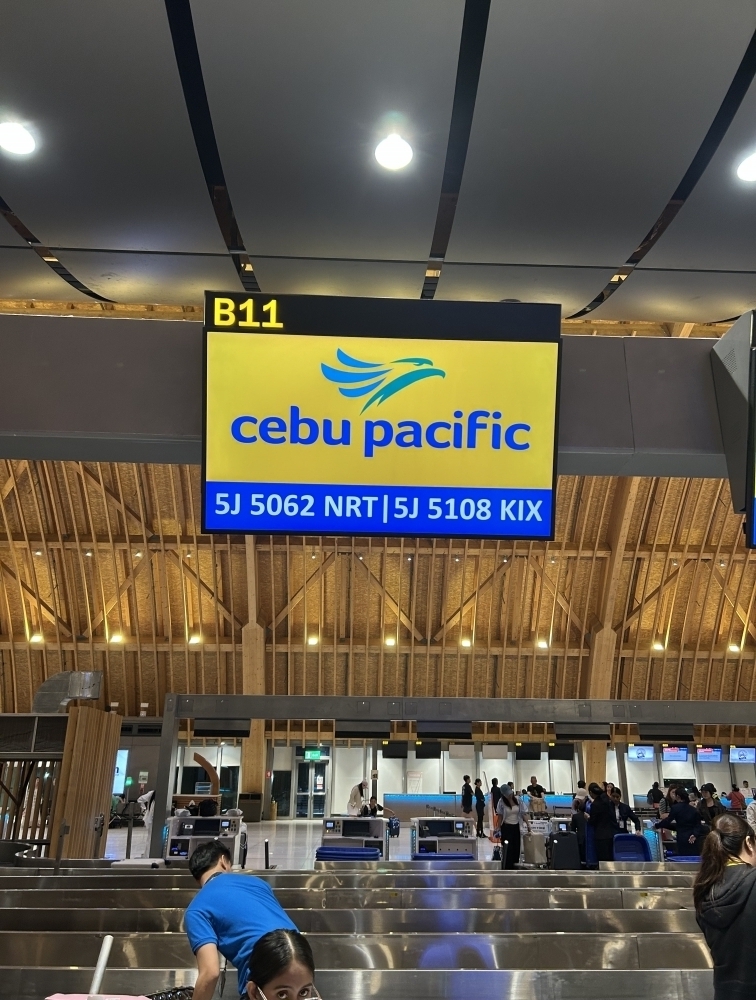 B11
cebu pacific
5J 5062 NRT|5J 5108 KIX